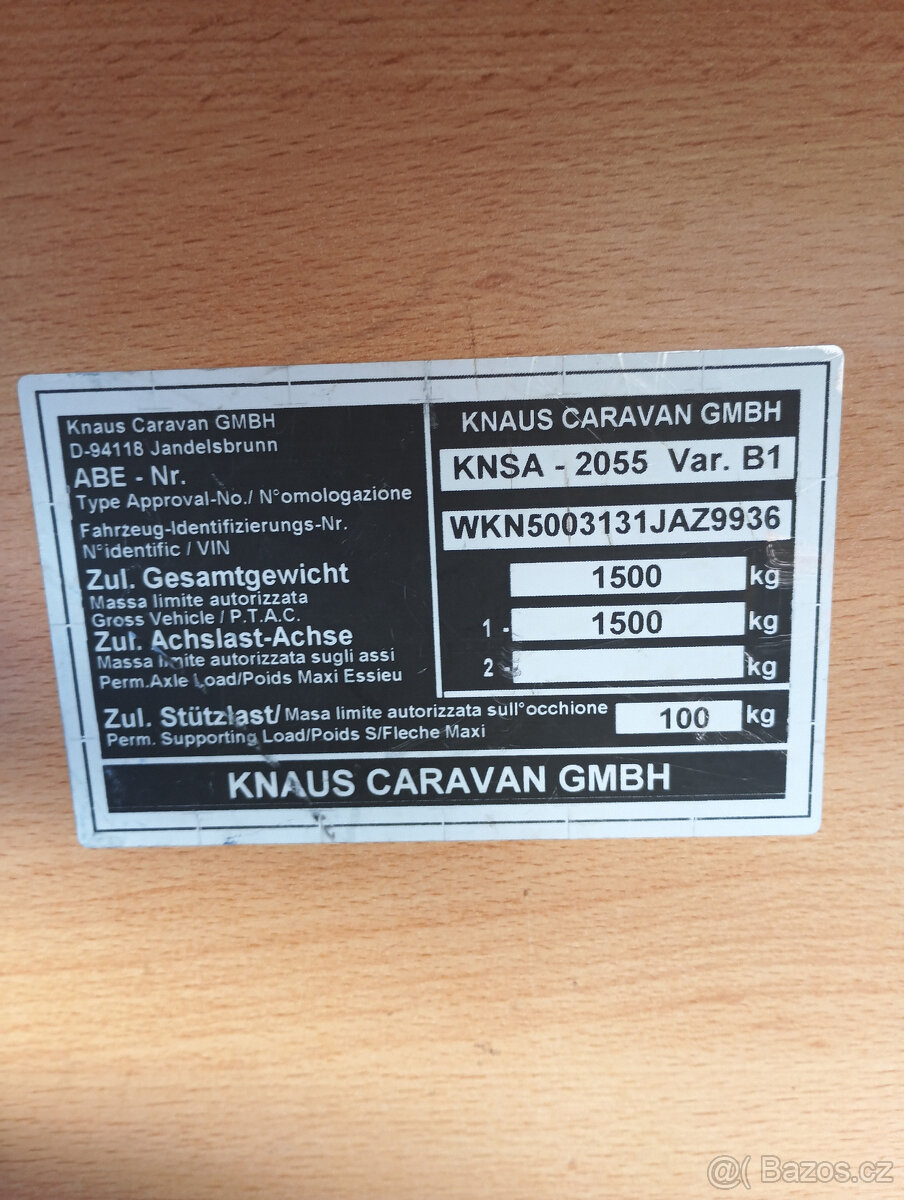 Knaus Caravan GMBH
D-94118 Jandelsbrunn
ABE - Nr.
Type Approval-No./ N°omologazione
Fahrzeug-Identifizierungs-Nr.
N°identific / VIN
Zul. Gesamtgewicht
Massa limite autorizzata
Gross Vehicle / P.T.A.C.
Zul. Achslast-Achse
Massa limite autorizzata sugli assi
Perm.Axle Load/Poids Maxi Essieu
KNAUS CARAVAN GMBH
KNSA - 2055 Var. B1
WKN5003131JAZ9936
1500 kg
1- 1500 kg
2- kg
Zul. Stützlast/ Masa limite autorizzata sull°occhione 100 kg
Perm. Supporting Load/Poids S/Fleche Maxi
KNAUS CARAVAN GMBH
@( Bazos.cz